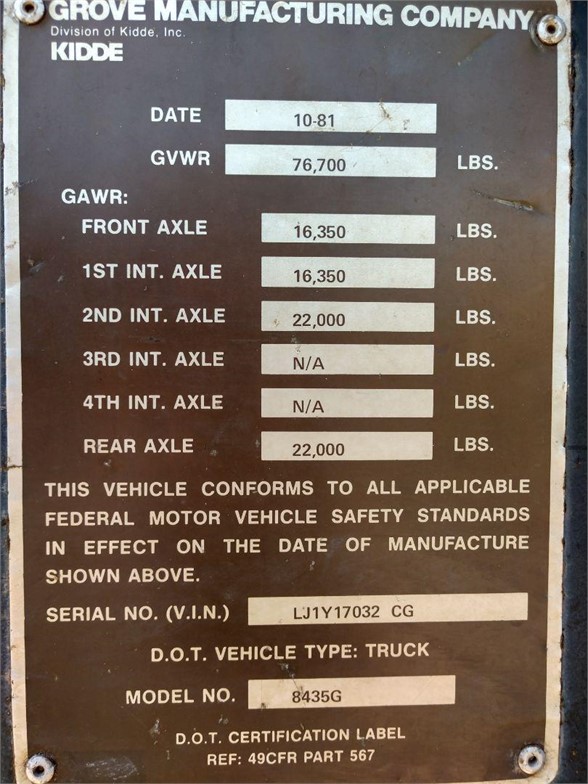 GROVE MANUFACTURING COMPANY
Division of Kidde, Inc.
KIDDE
DATE 10-81
GVWR 76,700 LBS.
GAWR:
FRONT AXLE 16,350 LBS.
1ST INT. AXLE 16,350 LBS.
2ND INT. AXLE 22,000 LBS.
3RD INT. AXLE N/A LBS.
4TH INT. AXLE N/A LBS.
REAR AXLE 22,000 LBS.
THIS VEHICLE CONFORMS TO ALL APPLICABLE
FEDERAL MOTOR VEHICLE SAFETY STANDARDS
IN EFFECT ON THE DATE OF MANUFACTURE
SHOWN ABOVE.
SERIAL NO. (V.I.N.) LJ1Y17032 CG
D.O.T. VEHICLE TYPE: TRUCK
MODEL NO. 8435G
D.O.T. CERTIFICATION LABEL
REF: 49CFR PART 567